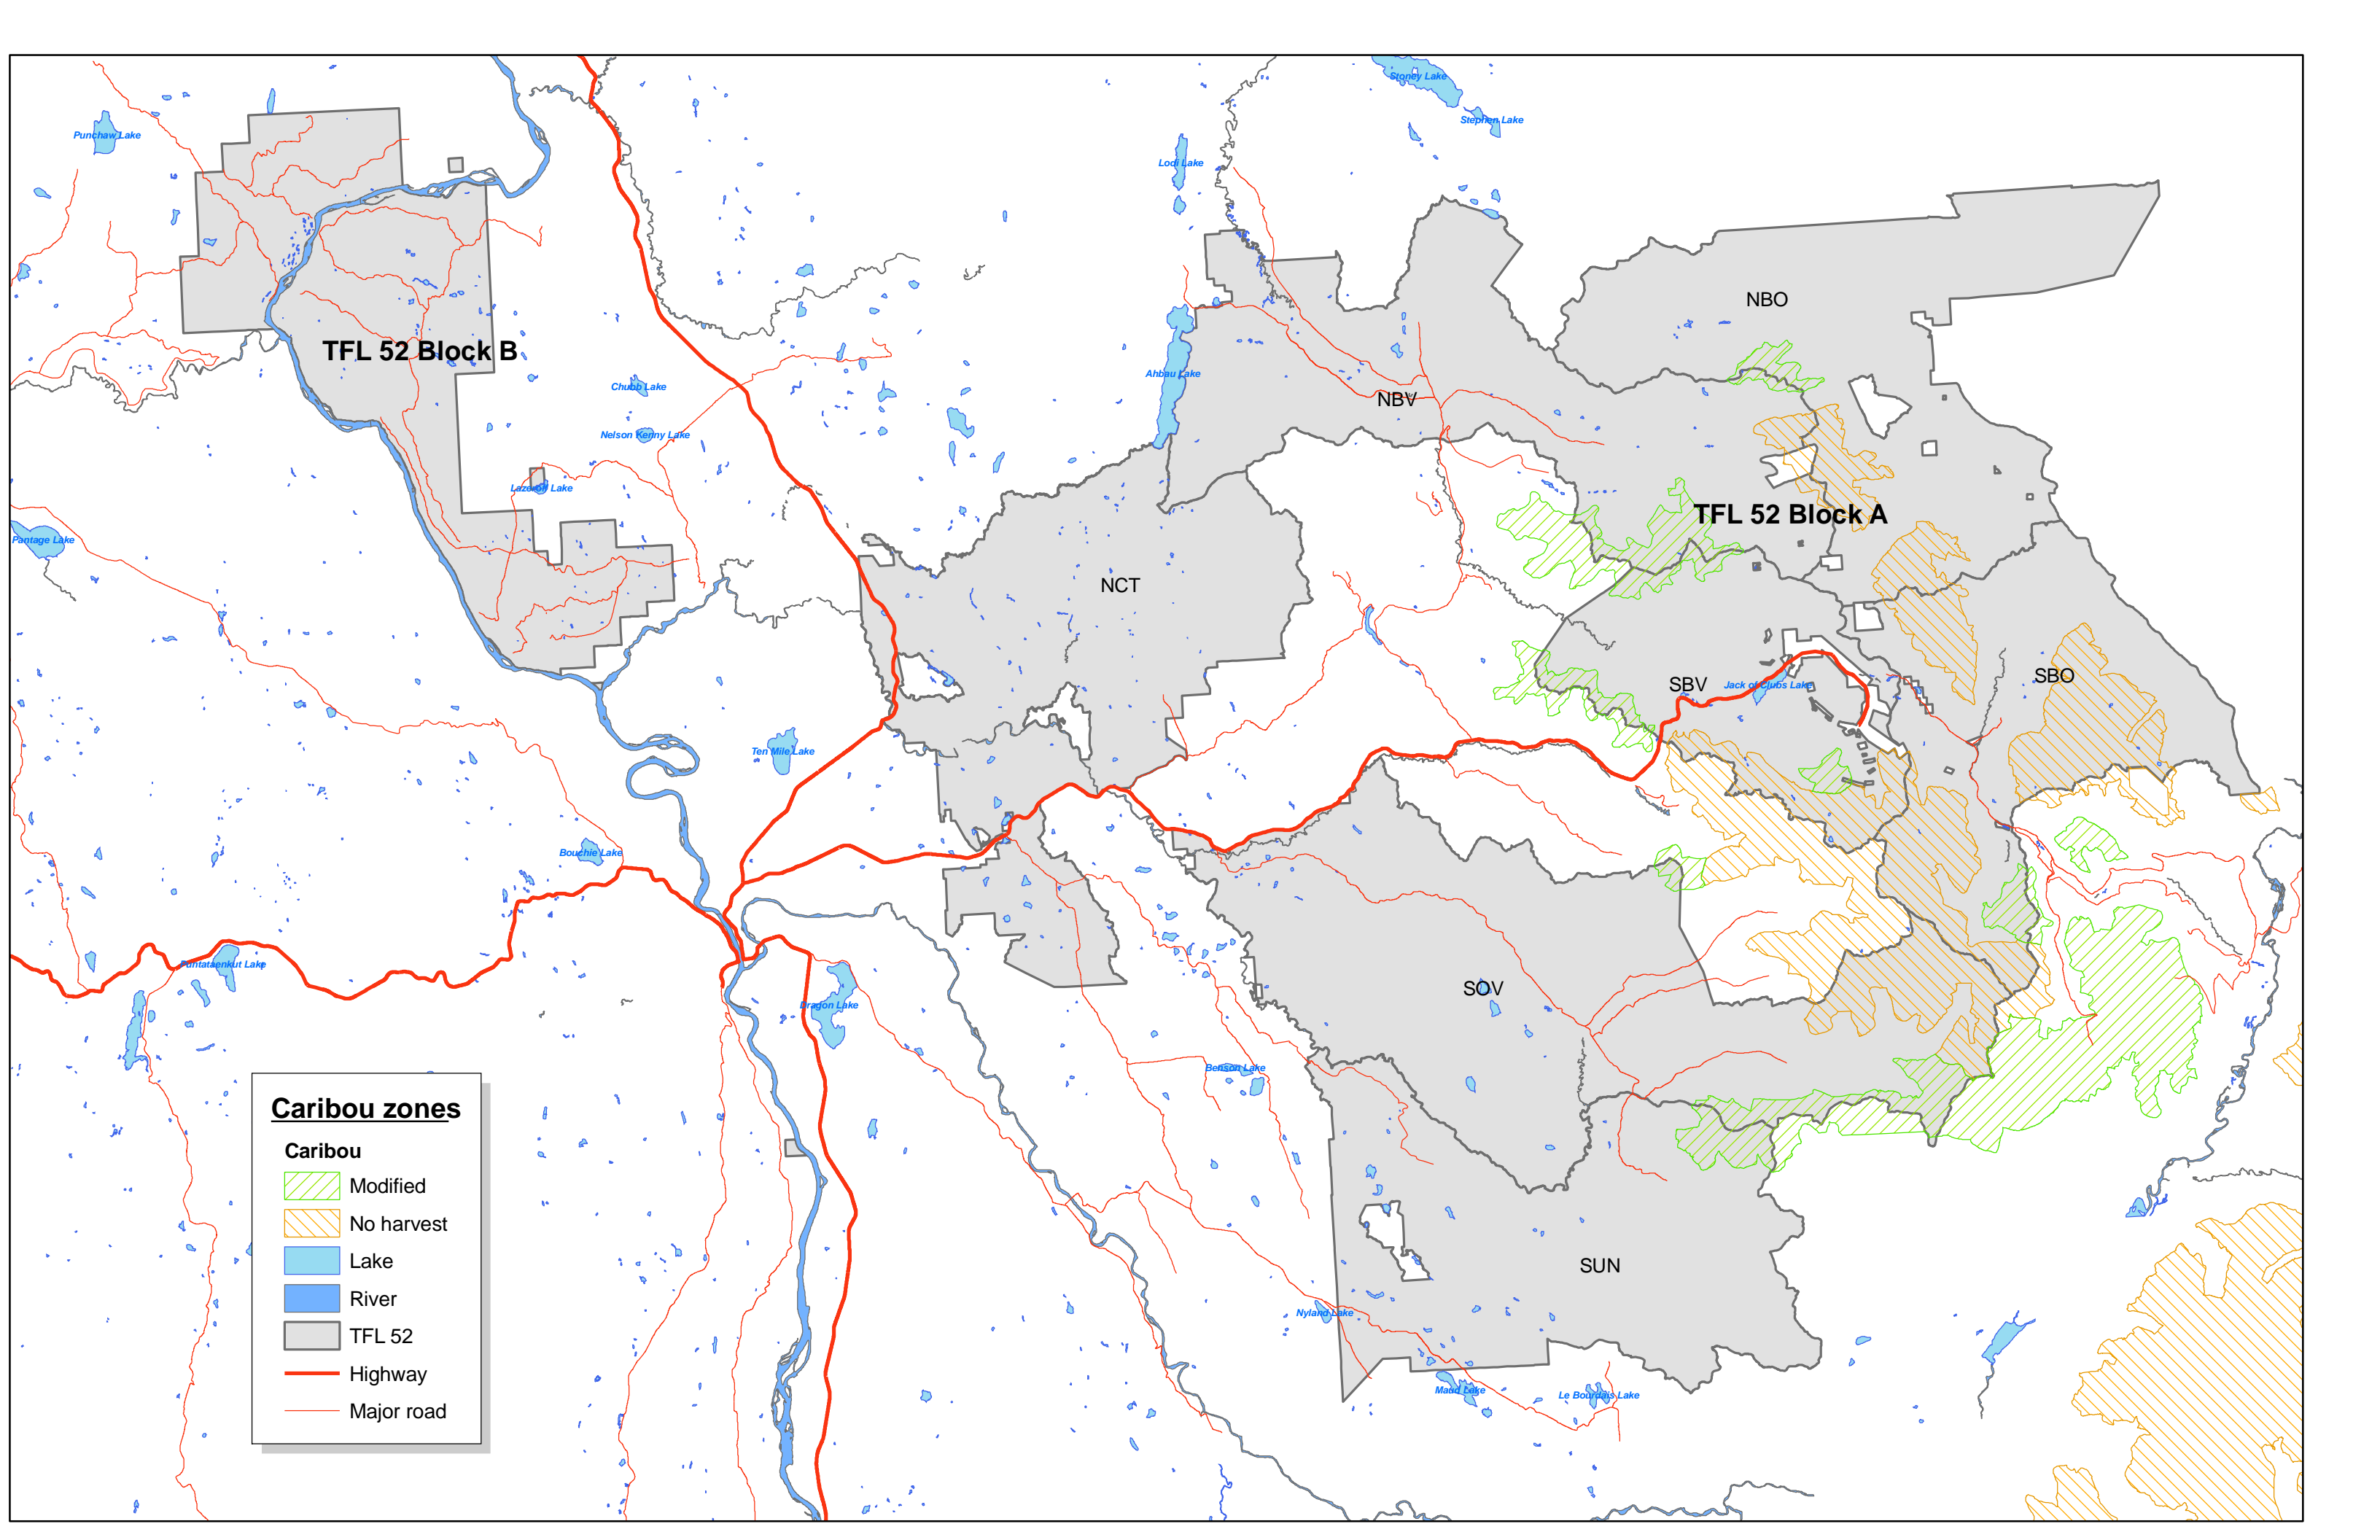 Stoney Lake
Stephen Lake
Punchaw Lake
Lodi Lake
NBO
TFL 52 Block B
Ahbau Lake
Chubb Lake
NBV
Nelson Kenny Lake
Lazeroff Lake
TFL 52 Block A
Pantage Lake
NCT
SBO
SBV
Jack of Clubs Lake
Ten Mile Lake
Bouchie Lake
Puntataenkut Lake
SOV
Dragon Lake
Benson Lake
Caribou zones
Caribou
Modified
No harvest
Lake
River
TFL 52
Highway
Major road
SUN
Nyland Lake
Maud Lake
Le Bourdais Lake